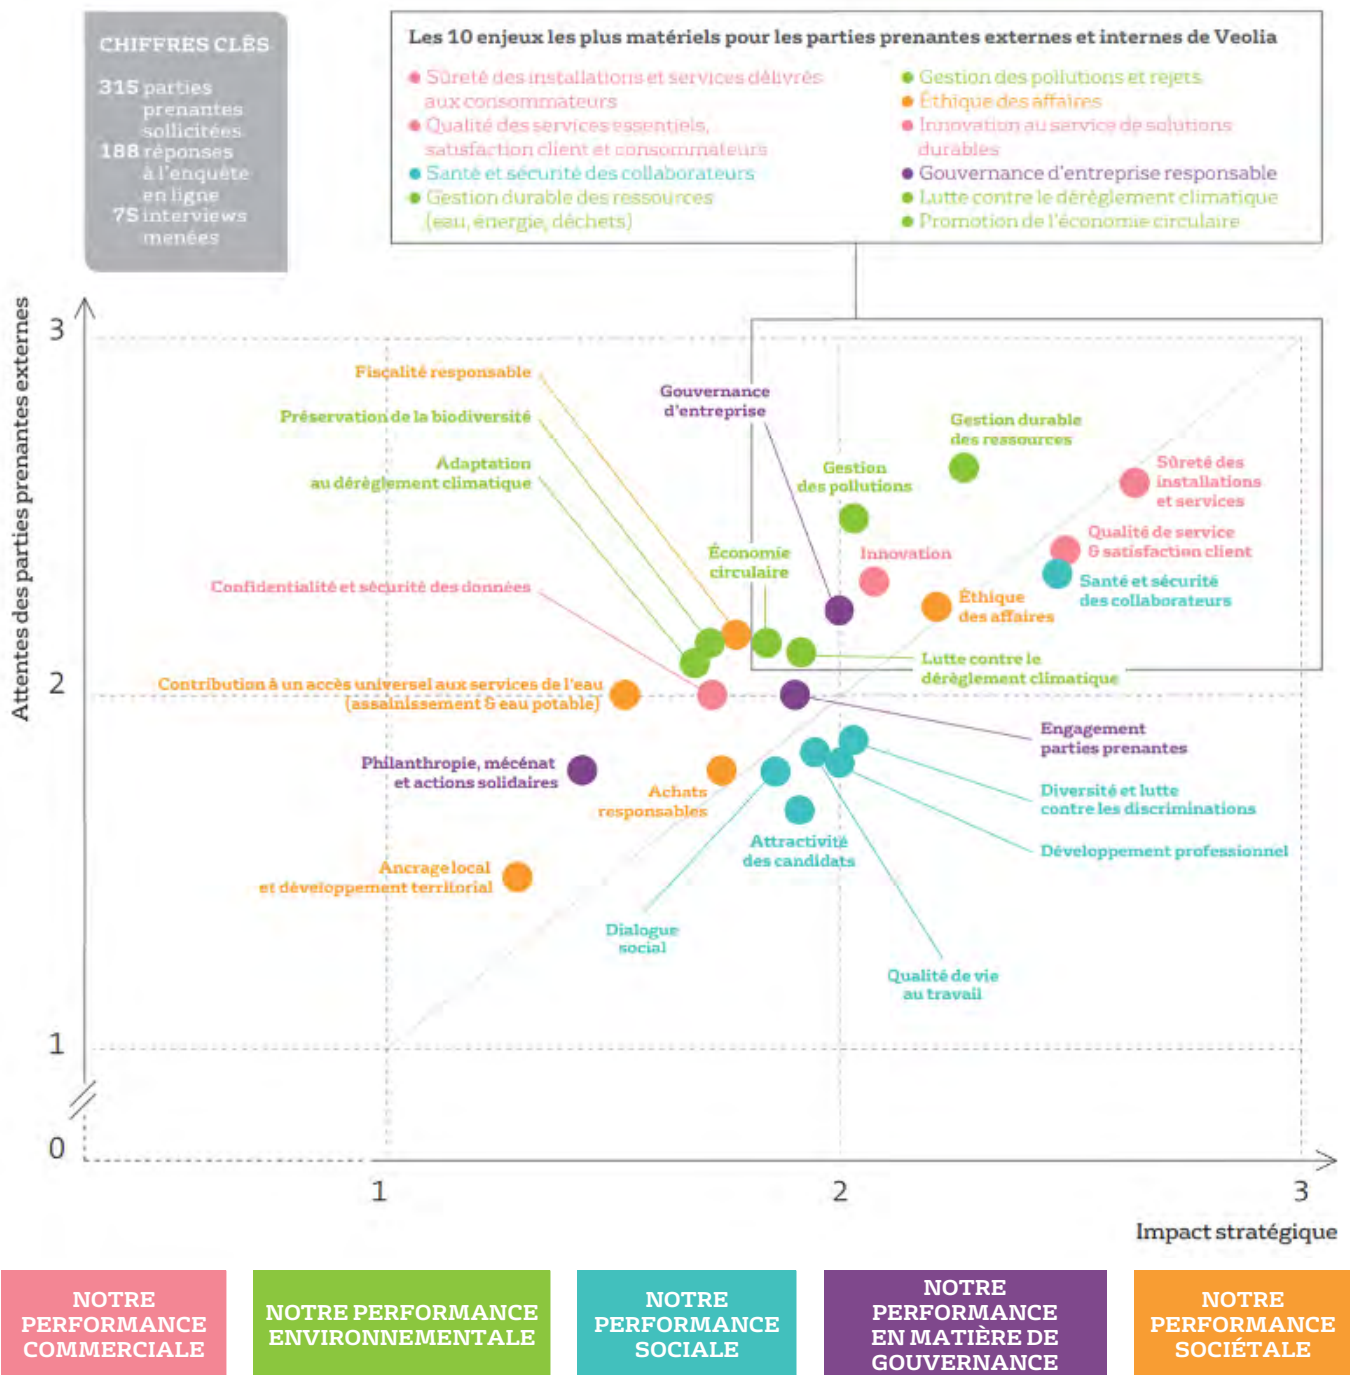 CHIFFRES CLÉS
315 parties
prenantes
sollicitées
188 réponses
à l'enquête
en ligne
75 interviews
menées
Les 10 enjeux les plus matériels pour les parties prenantes externes et internes de Veolia
Sûreté des installations et services délivrés
aux consommateurs
Qualité des services essentiels,
satisfaction client et consommateurs
Santé et sécurité des collaborateurs
Gestion durable des ressources
(eau, énergie, déchets)
Gestion des pollutions et rejets
Éthique des affaires
Innovation au service de solutions
durables
Gouvernance d'entreprise responsable
Lutte contre le dérèglement climatique
Promotion de l'économie circulaire
Attentes des parties prenantes externes
3
2
1
0
Fiscalité responsable
Préservation de la biodiversité
Adaptation
au dérèglement climatique
Gouvernance
d'entreprise
Gestion durable
des ressources
Gestion
des pollutions
Sûreté des
installations
et services
Qualité de service
& satisfaction client
Innovation
Économie
circulaire
Santé et sécurité
des collaborateurs
Éthique
des affaires
Confidentialité et sécurité des données
Lutte contre le
dérèglement climatique
Contribution à un accès universel aux services de l'eau
(assainissement & eau potable)
Engagement
parties prenantes
Philanthropie, mécénat
et actions solidaires
Achats
responsables
Diversité et lutte
contre les discriminations
Attractivité
des candidats
Développement professionnel
Ancrage local
et développement territorial
Dialogue
social
Qualité de vie
au travail
1
2
3
Impact stratégique
NOTRE
PERFORMANCE
COMMERCIALE
NOTRE PERFORMANCE
ENVIRONNEMENTALE
NOTRE
PERFORMANCE
SOCIALE
NOTRE
PERFORMANCE
EN MATIÈRE DE
GOUVERNANCE
NOTRE
PERFORMANCE
SOCIÉTALE